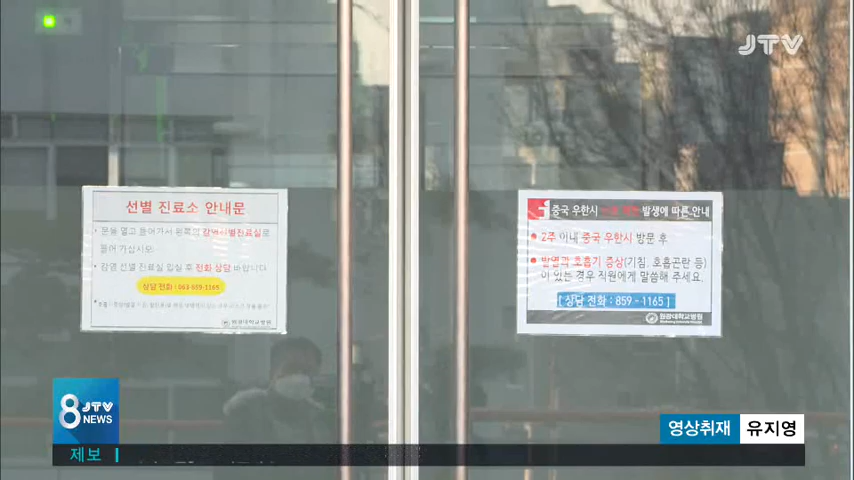 JTV
선별 진료소 안내문
• 문을 열고 들어가서 왼쪽의 감염선별진료실로
들어 가십시오.
• 감염 선별 진료실 입실 후 전화 상담 바랍니다.
상담 전화 : 063 859-1165
원광대학교병원
중국 우한시 발생에 따른 안내
● 2주 이내 중국 우한시 방문 후
● 발열과 호흡기 증상(기침, 호흡곤란 등)
이 있는 경우 직원에게 말씀해 주세요.
[ 상담 전화 : 859 - 1165 ]
원광대학교병원
8 JTV
NEWS
영상취재 유지영
제보